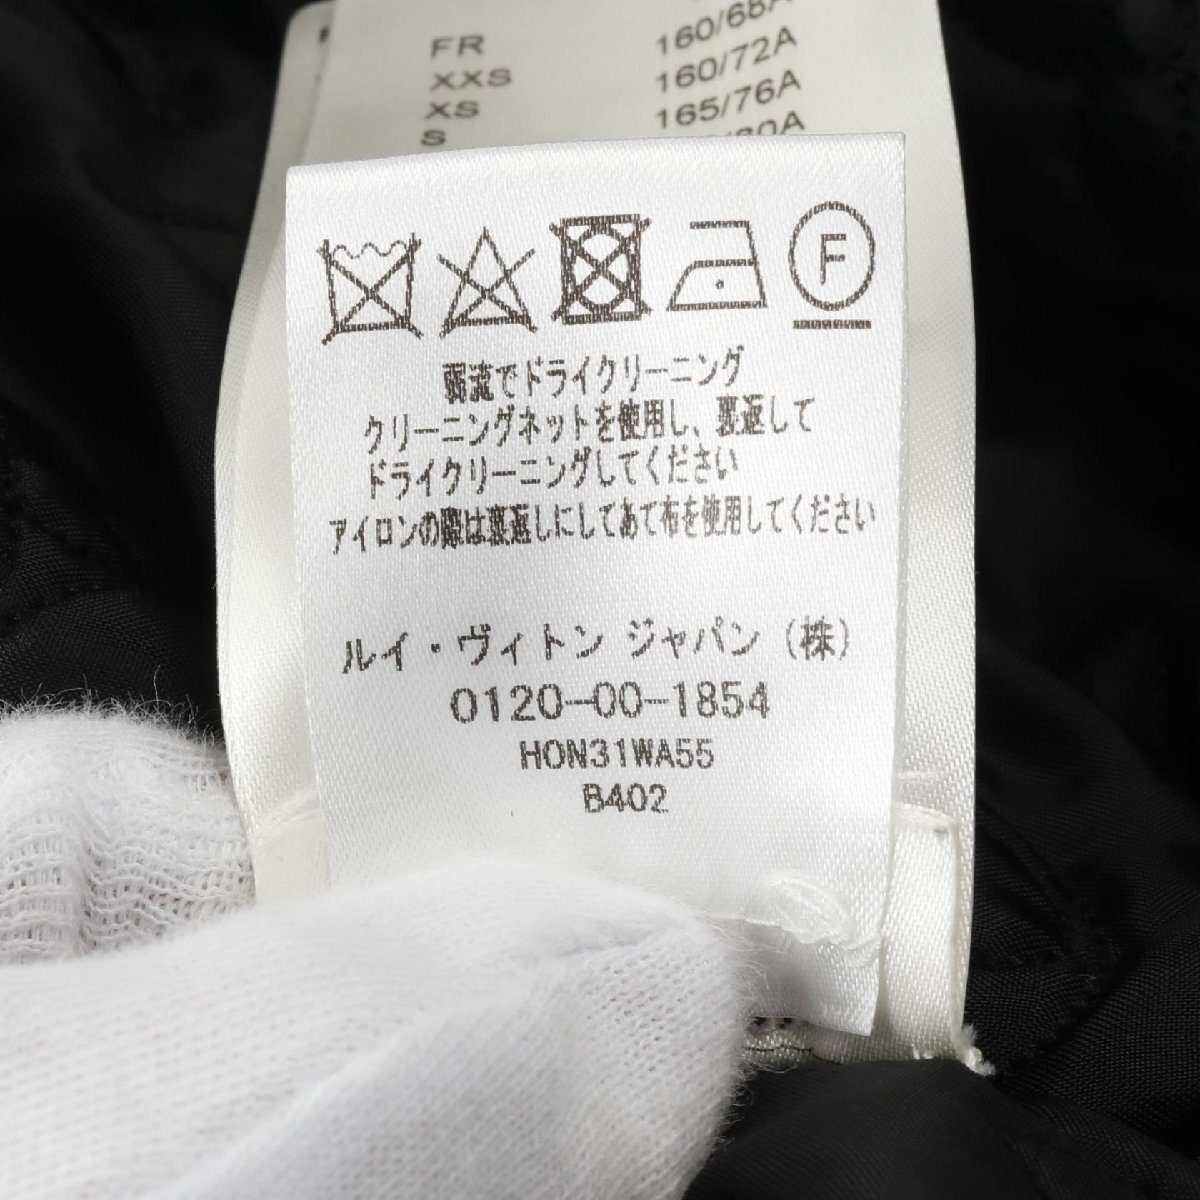 FR
XXS
XS
S
160/68A
160/72A
165/76A
F
弱流でドライクリーニング
クリーニングネットを使用し、裏返して
ドライクリーニングしてください
アイロンの際は裏返しにしてあて布を使用してください
ルイ・ヴィトン ジャパン（株）
0120-00-1854
HON31WA55
B402